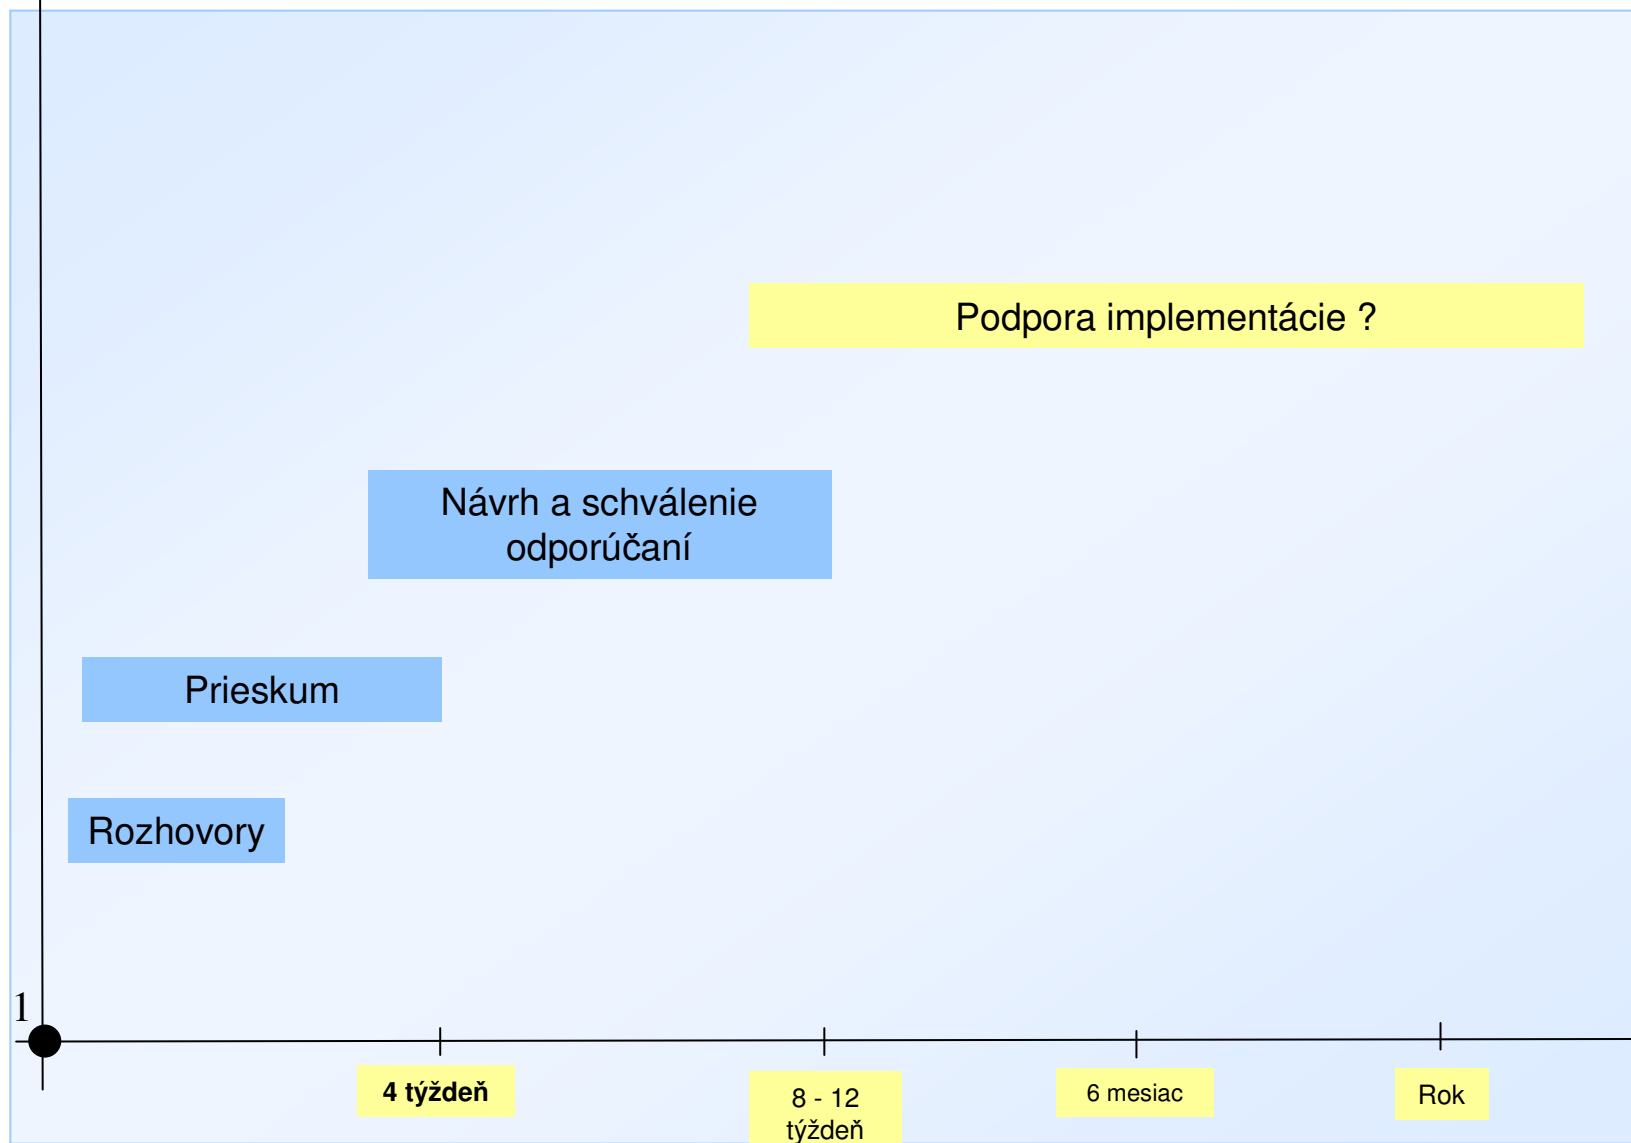 Podpora implementácie ?
Návrh a schválenie
odporúčaní
Prieskum
Rozhovory
1
4 týždeň
8 - 12
týždeň
6 mesiac
Rok